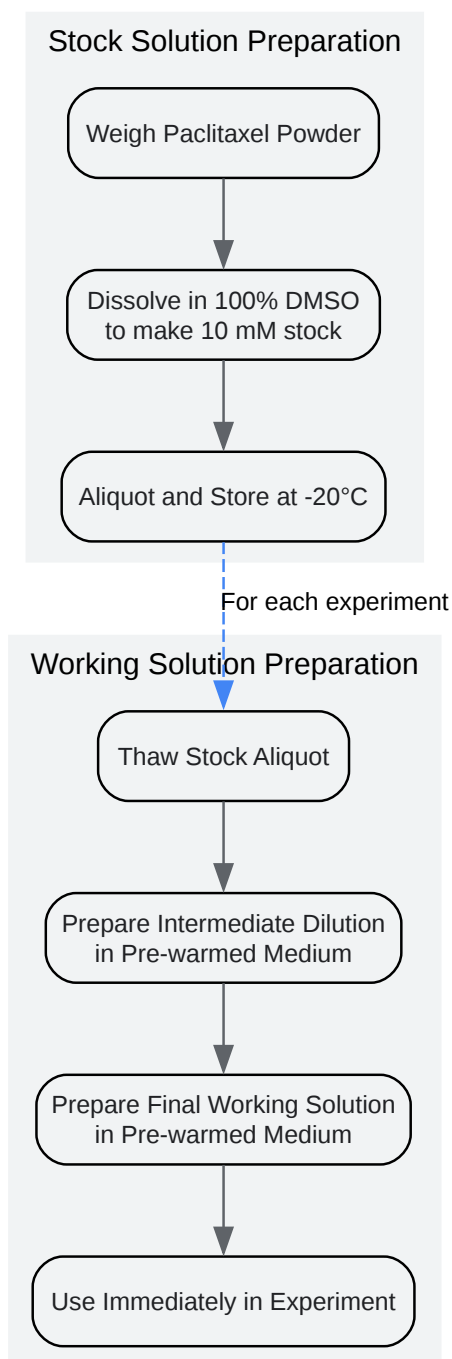 Stock Solution Preparation
Weigh Paclitaxel Powder
Dissolve in 100% DMSO
to make 10 mM stock
Aliquot and Store at -20°C
For each experiment
Working Solution Preparation
Thaw Stock Aliquot
Prepare Intermediate Dilution
in Pre-warmed Medium
Prepare Final Working Solution
in Pre-warmed Medium
Use Immediately in Experiment